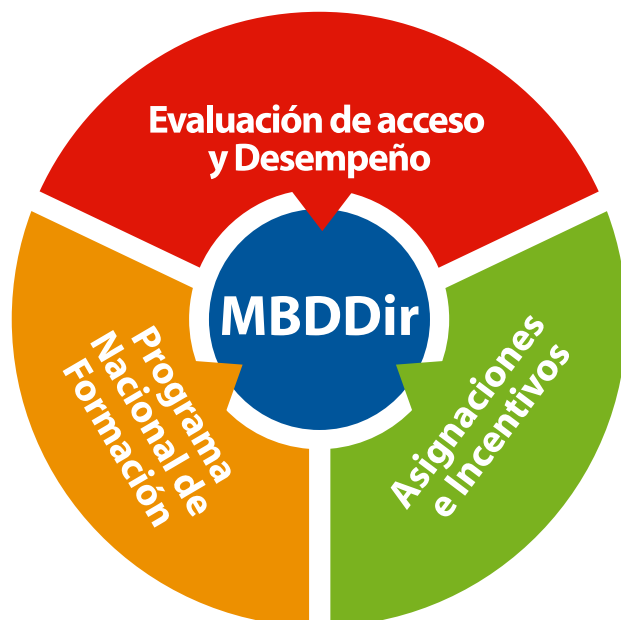 Evaluación de acceso
y Desempeño
MBDDir
Programa
Nacional de
Formación
Asignaciones
e Incentivos